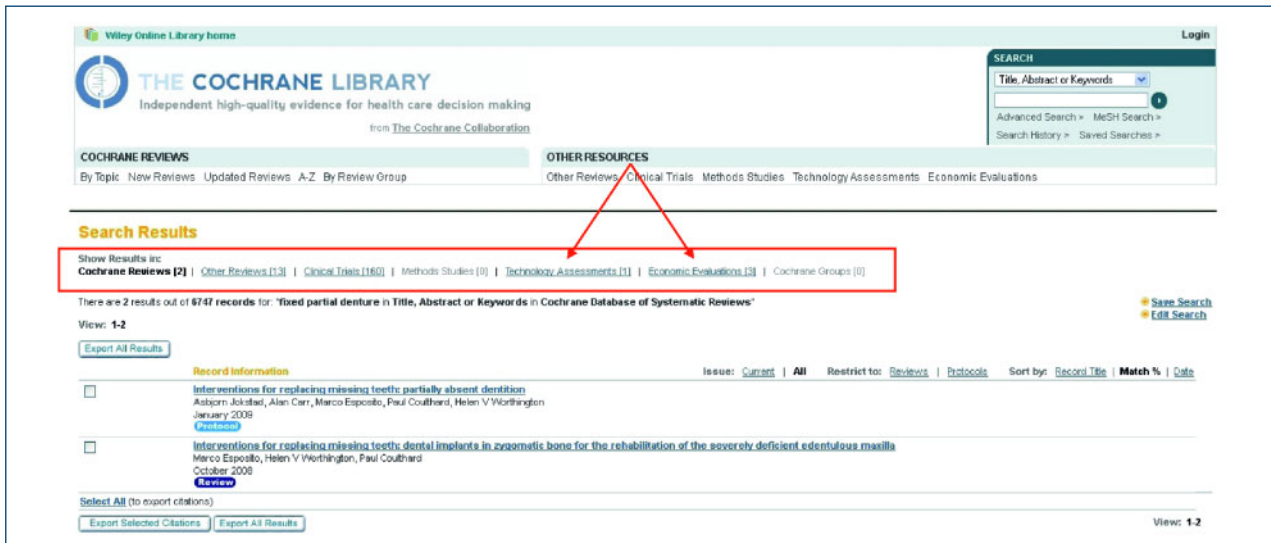 Wiley Online Library home Login
THE COCHRANE LIBRARY
Independent high-quality evidence for health care decision making
from The Cochrane Collaboration
SEARCH
Title, Abstract or Keywords
Advanced Search > MeSH Search >
Search History > Saved Searches >
COCHRANE REVIEWS OTHER RESOURCES
By Topic New Reviews Updated Reviews A-Z By Review Group Other Reviews Clinical Trials Methods Studies Technology Assessments Economic Evaluations
Search Results
Show Results in:
Cochrane Reviews [2] | Other Reviews [13] | Clinical Trials [160] | Methods Studies [0] | Technology Assessments [1] | Economic Evaluations [3] | Cochrane Groups [0]
There are 2 results out of 6747 records for: "fixed partial denture in Title, Abstract or Keywords in Cochrane Database of Systematic Reviews"
Save Search
Edit Search
View: 1-2
Export All Results
Record Information Issue: Current | All Restrict to: Reviews | Protocols Sort by: Record Title | Match % | Date
Interventions for replacing missing teeth: partially absent dentition
Asbjorn Jokstad, Alan Carr, Marco Esposito, Paul Coulthard, Helen V Worthington
January 2009
Protocol
Interventions for replacing missing teeth: dental implants in zygomatic bone for the rehabilitation of the severely deficient edentulous maxilla
Marco Esposito, Helen V Worthington, Paul Coulthard
October 2008
Review
Select All (to export citations)
Export Selected Citations Export All Results View: 1-2